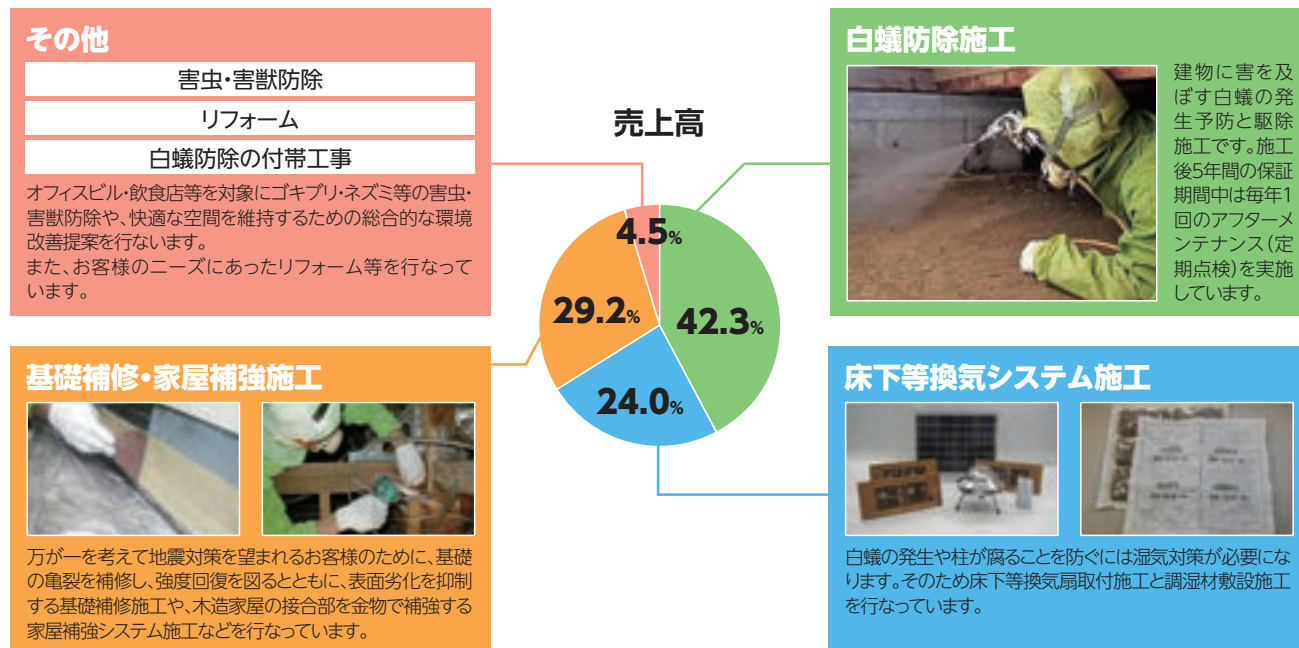 その他
害虫・害獣防除
リフォーム
白蟻防除の付帯工事
オフィスビル・飲食店等を対象にゴキブリ・ネズミ等の害虫・
害獣防除や、快適な空間を維持するための総合的な環境
改善提案を行ないます。
また、お客様のニーズにあったリフォーム等を行なって
います。
売上高
4.5%
29.2%
42.3%
24.0%
白蟻防除施工
建物に害を及
ぼす白蟻の発
生予防と駆除
施工です。施工
後5年間の保証
期間中は毎年1
回のアフターメ
ンテナンス(定
期点検)を実施
しています。
基礎補修・家屋補強施工
万が一を考えて地震対策を望まれるお客様のために、基礎
の亀裂を補修し、強度回復を図るとともに、表面劣化を抑制
する基礎補修施工や、木造家屋の接合部を金物で補強する
家屋補強システム施工などを行なっています。
床下等換気システム施工
白蟻の発生や柱が腐ることを防ぐには湿気対策が必要にな
ります。そのため床下等換気扇取付施工と調湿材敷設施工
を行なっています。